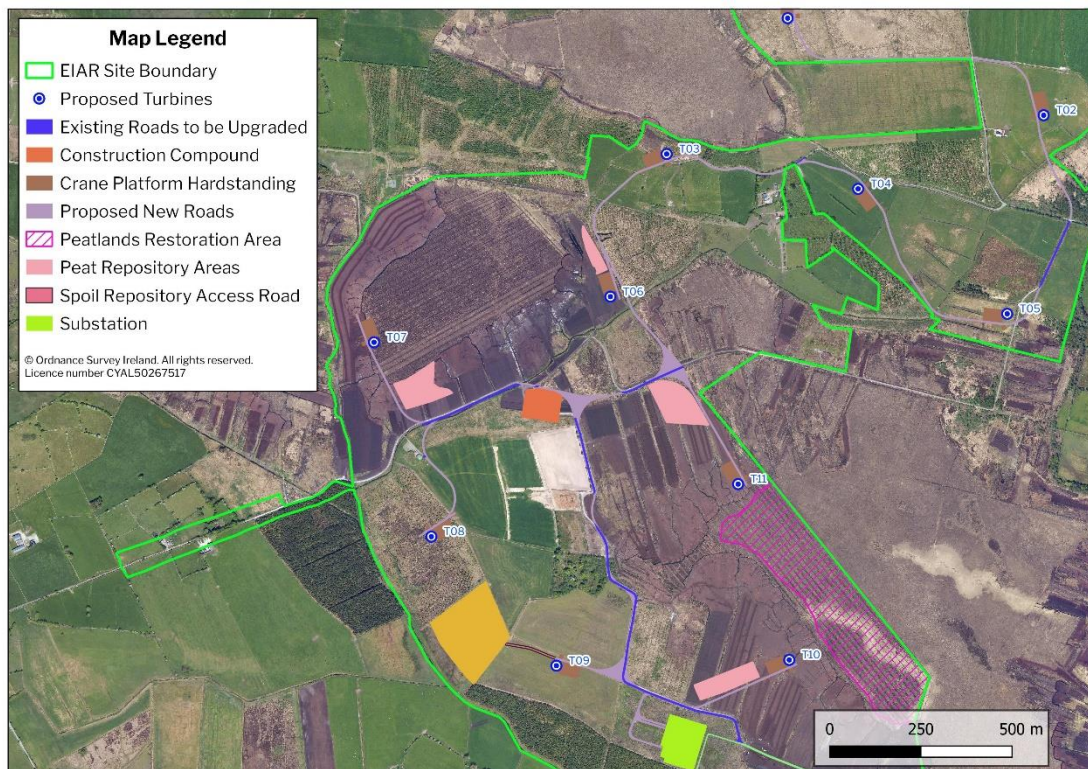 Map Legend
EIAR Site Boundary
Proposed Turbines
Existing Roads to be Upgraded
Construction Compound
Crane Platform Hardstanding
Proposed New Roads
Peatlands Restoration Area
Peat Repository Areas
Spoil Repository Access Road
Substation
© Ordnance Survey Ireland. All rights reserved.
Licence number CYAL50267517
T02
T03
T04
T06
T05
T07
T11
T08
T09
T10
0 250 500 m